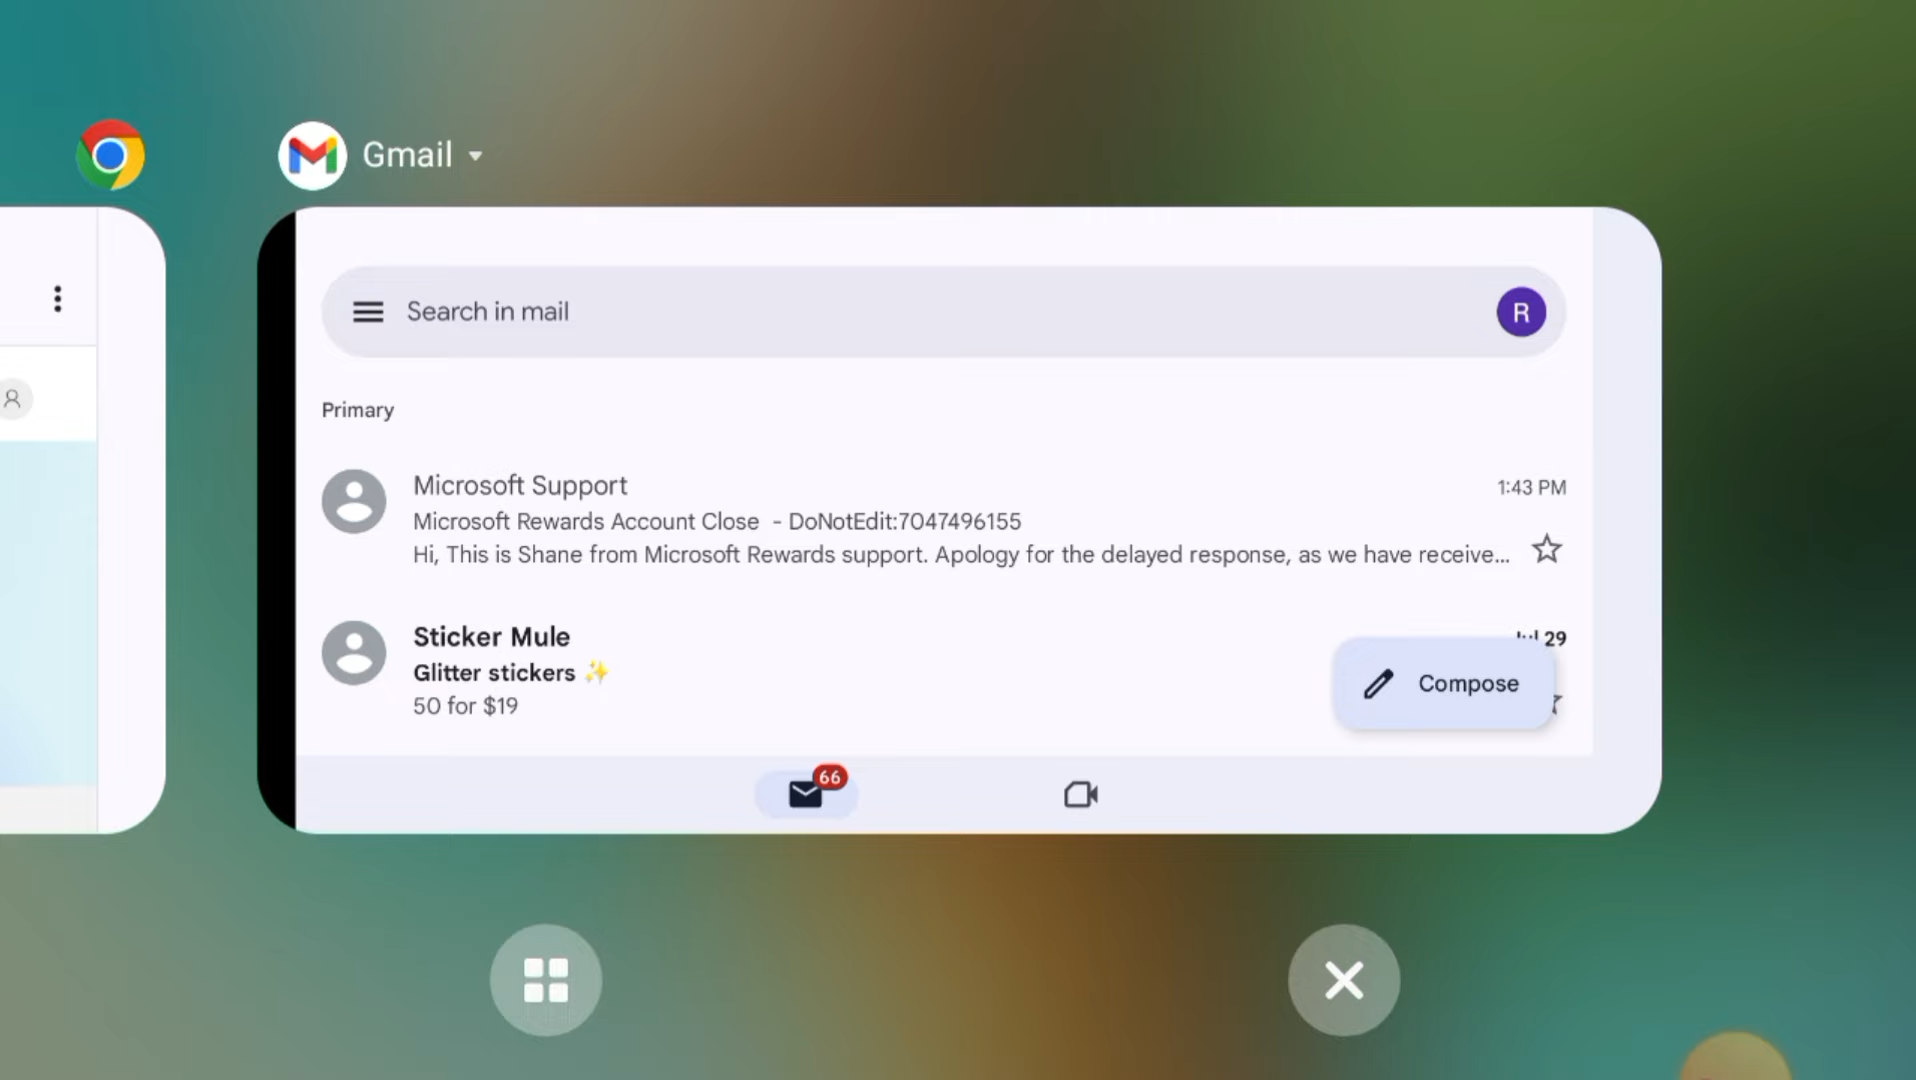 Gmail
Search in mail
R
Primary
Microsoft Support
1:43 PM
Microsoft Rewards Account Close - DoNotEdit:7047496155
Hi, This is Shane from Microsoft Rewards support. Apology for the delayed response, as we have receive...
Sticker Mule
Jul 29
Glitter stickers ✨
50 for $19
Compose
66